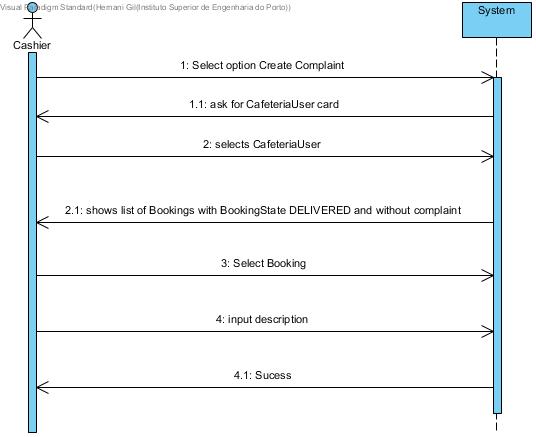 Visual Paradigm Standard(Hernani Gil(Instituto Superior de Engenharia do Porto))
System
Cashier
1: Select option Create Complaint
1.1: ask for CafeteriaUser card
2: selects CafeteriaUser
2.1: shows list of Bookings with BookingState DELIVERED and without complaint
3: Select Booking
4: input description
4.1: Sucess